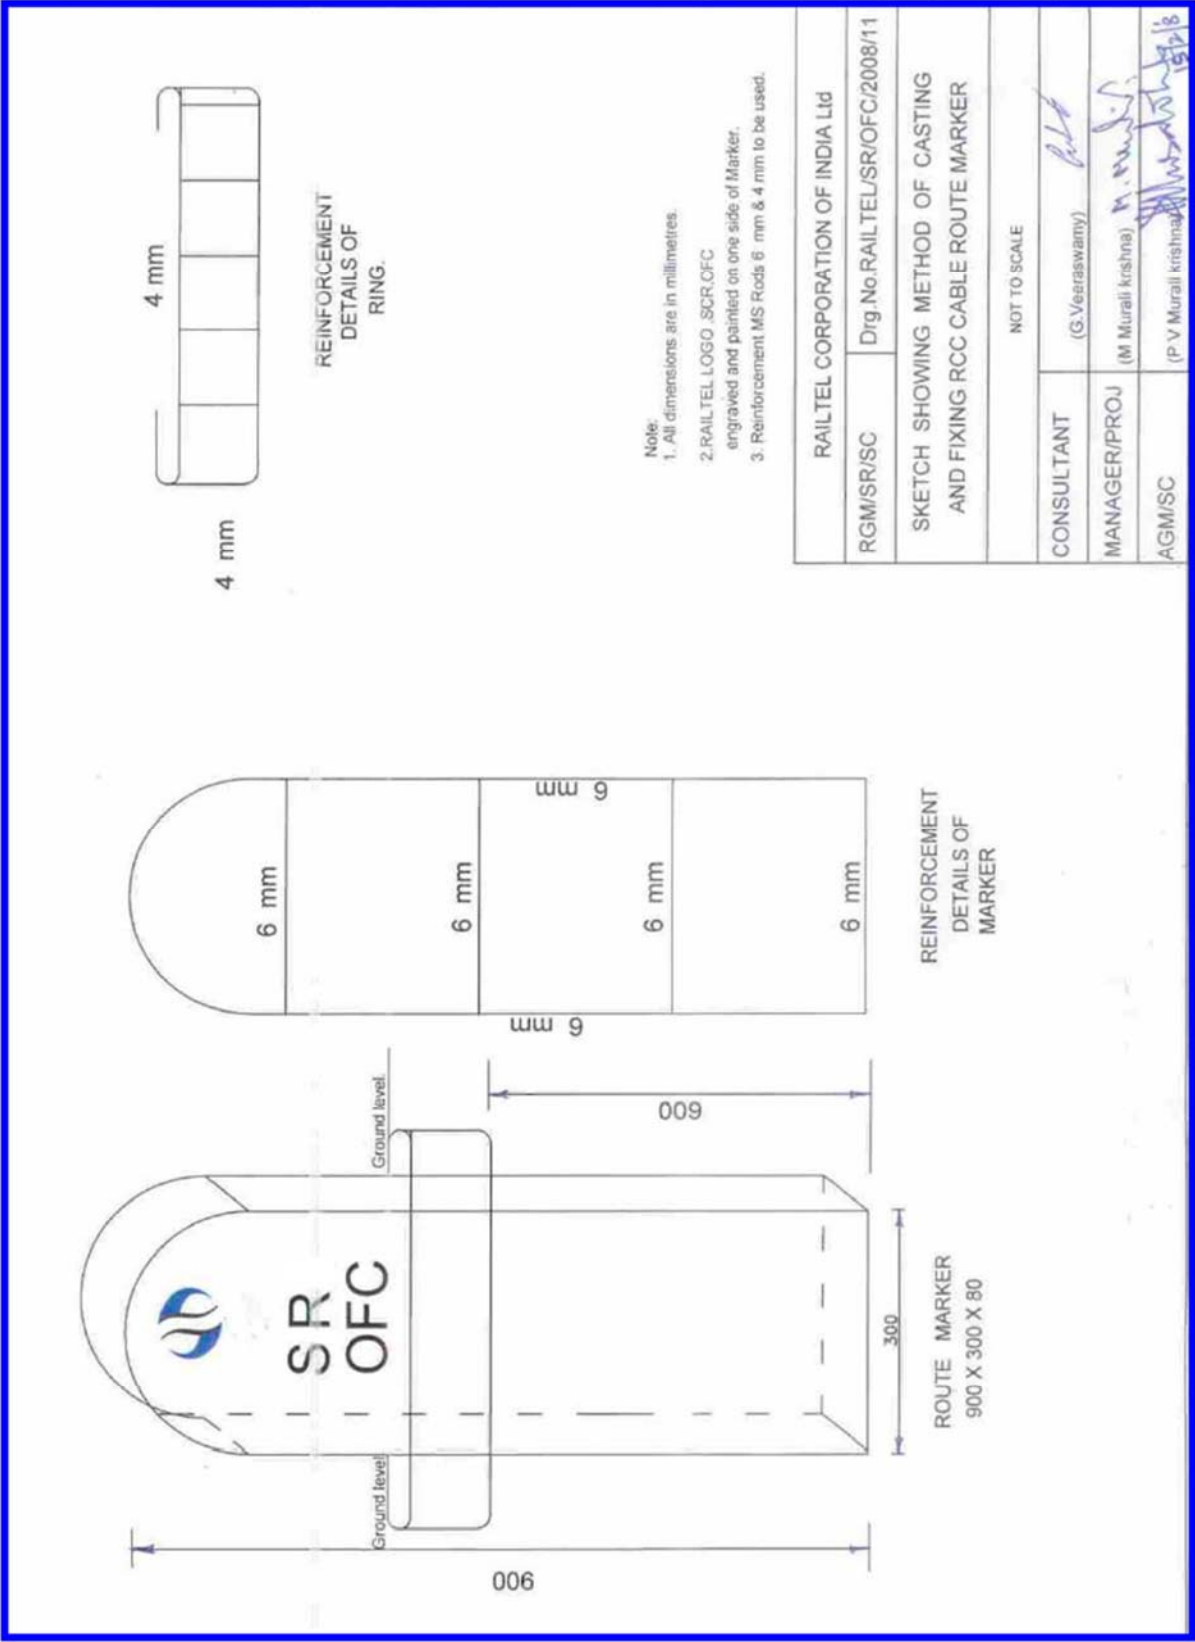 900
Ground level
Ground level.
SR
OFC
600
300
ROUTE MARKER
900 X 300 X 80
6 mm
6 mm
6 mm
6 mm
6 mm
6 mm
REINFORCEMENT
DETAILS OF
MARKER
4 mm
4 mm
REINFORCEMENT
DETAILS OF
RING.
Note:
1. All dimensions are in millimetres.
2.RAILTEL LOGO .SCR.OFC
engraved and painted on one side of Marker.
3. Reinforcement MS Rods 6 mm & 4 mm to be used.
RAILTEL CORPORATION OF INDIA Ltd
RGM/SR/SC Drg.No.RAILTEL/SR/OFC/2008/11
SKETCH SHOWING METHOD OF CASTING
AND FIXING RCC CABLE ROUTE MARKER
NOT TO SCALE
CONSULTANT (G.Veeraswamy)
MANAGER/PROJ (M Murali krishna)
AGM/SC (P V Murali krishna)